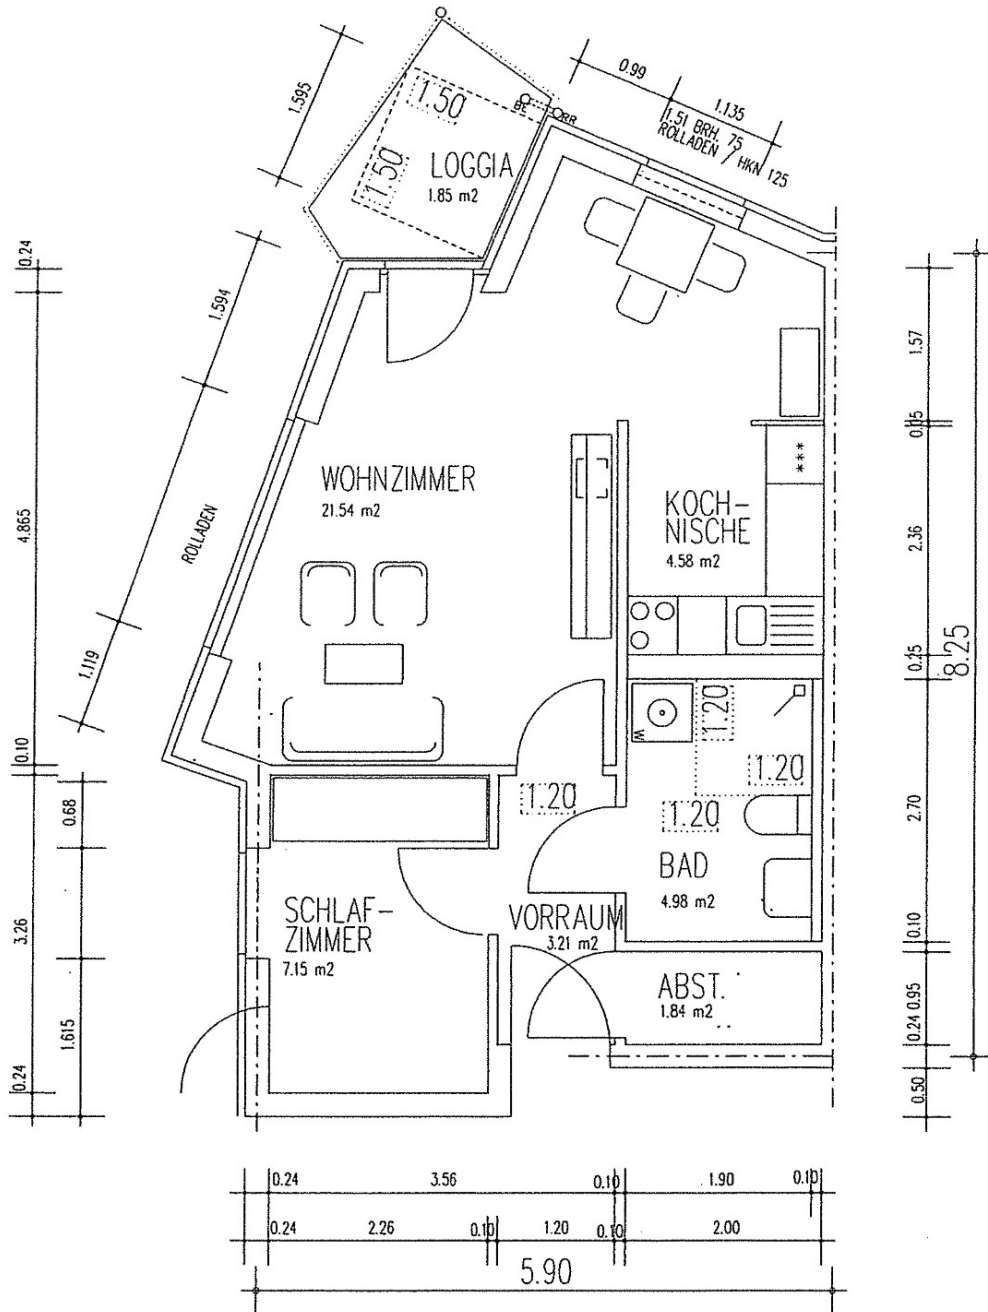 0.99
1.135
1.51 BRH. 75
ROLLADEN / HKN 125
1.595
1.50
BE
RR
1.50
LOGGIA
1.85 m2
0.24
1.594
1.57
0.15
WOHNZIMMER
21.54 m2
***
KOCH-
NISCHE
4.58 m2
ROLLADEN
4.865
2.36
8.25
0.25
1.119
W
1.20
1.20
1.20
1.20
0.10
0.68
2.70
BAD
4.98 m2
SCHLAF-
ZIMMER
7.15 m2
VORRAUM
3.21 m2
3.26
0.10
ABST.
1.84 m2
0.95
0.24
1.615
0.24
0.50
0.24
3.56
0.10
1.90
0.10
0.24
2.26
0.10
1.20
0.10
2.00
5.90